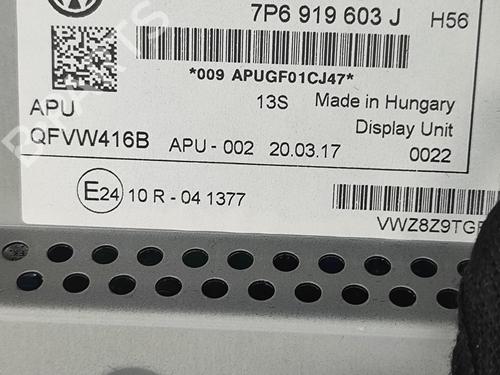 7P6 919 603 J H56
*009 APUGF01CJ47*
APU 13S Made in Hungary
Display Unit
QFVW416B APU - 002 20.03.17 0022
E24 10 R - 04 1377